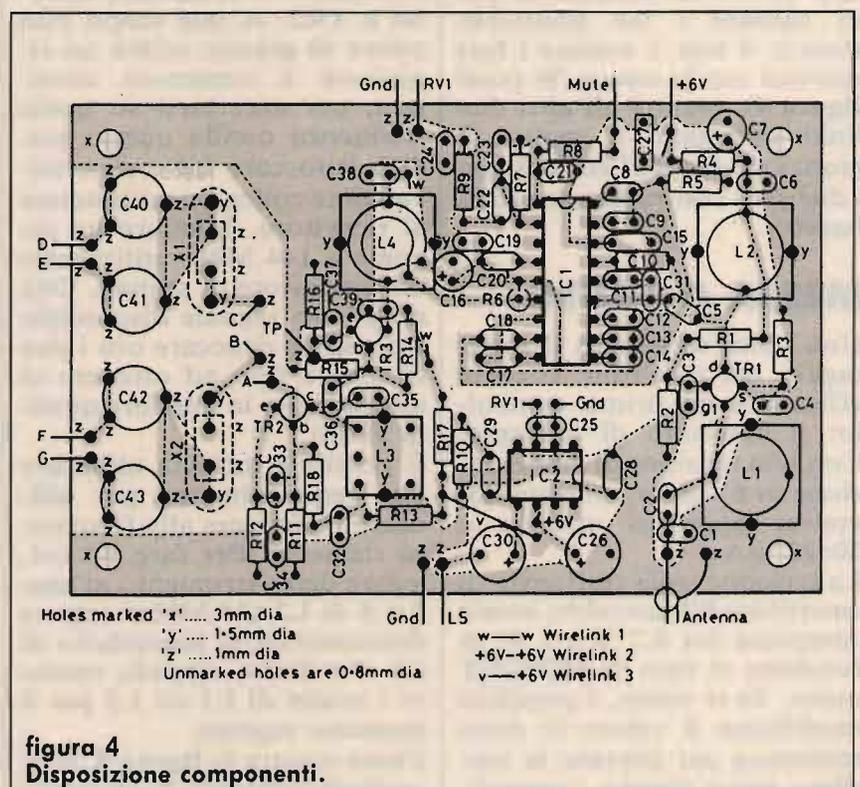 Gnd RV1 Mute +6V
x z z C24 R9 C23 R7 R8 C27 C7 x
C38 w C22 C21 R4 R5 C6
C40 z z y C8
D z X1 z y L4 y C19 C9 C15 L2
E z IC1 C10 y y
C41 z y C37 R16 C20 C31
C z C39 C16 R6 C11 C5
TP e C18 C12 R1
B z b TR3 R14 C13 C3 d TR1 R3
R15 w C17 C14 R2
A z c C36 C35 RV1 Gnd g1 s C4
C42 z y TR2 b y y
F z X2 z C33 L3 R17 R10 C29 C25 L1
G z IC2 C28
C43 z y R18 y C2
R12 R11 R13 v +6V y
x z C34 C32 z z C30 + C26 + C1 z z x
Gnd LS Antenna
Holes marked 'x'..... 3mm dia
'y'.....1·5mm dia
'z'.....1mm dia
Unmarked holes are 0·8mm dia
w——w Wirelink 1
+6V–+6V Wirelink 2
v——+6V Wirelink 3
figura 4
Disposizione componenti.